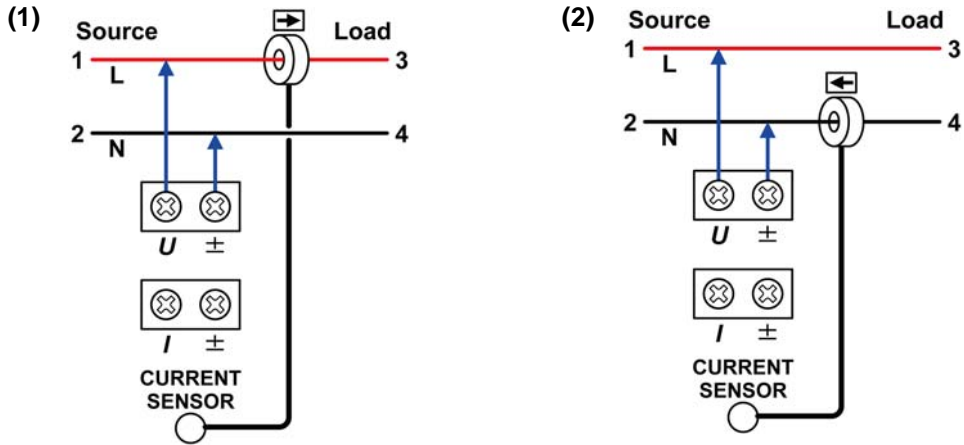 (1)
Source
Load
1
3
L
2
4
N
U ±
I ±
CURRENT
SENSOR
(2)
Source
Load
1
3
L
2
4
N
U ±
I ±
CURRENT
SENSOR